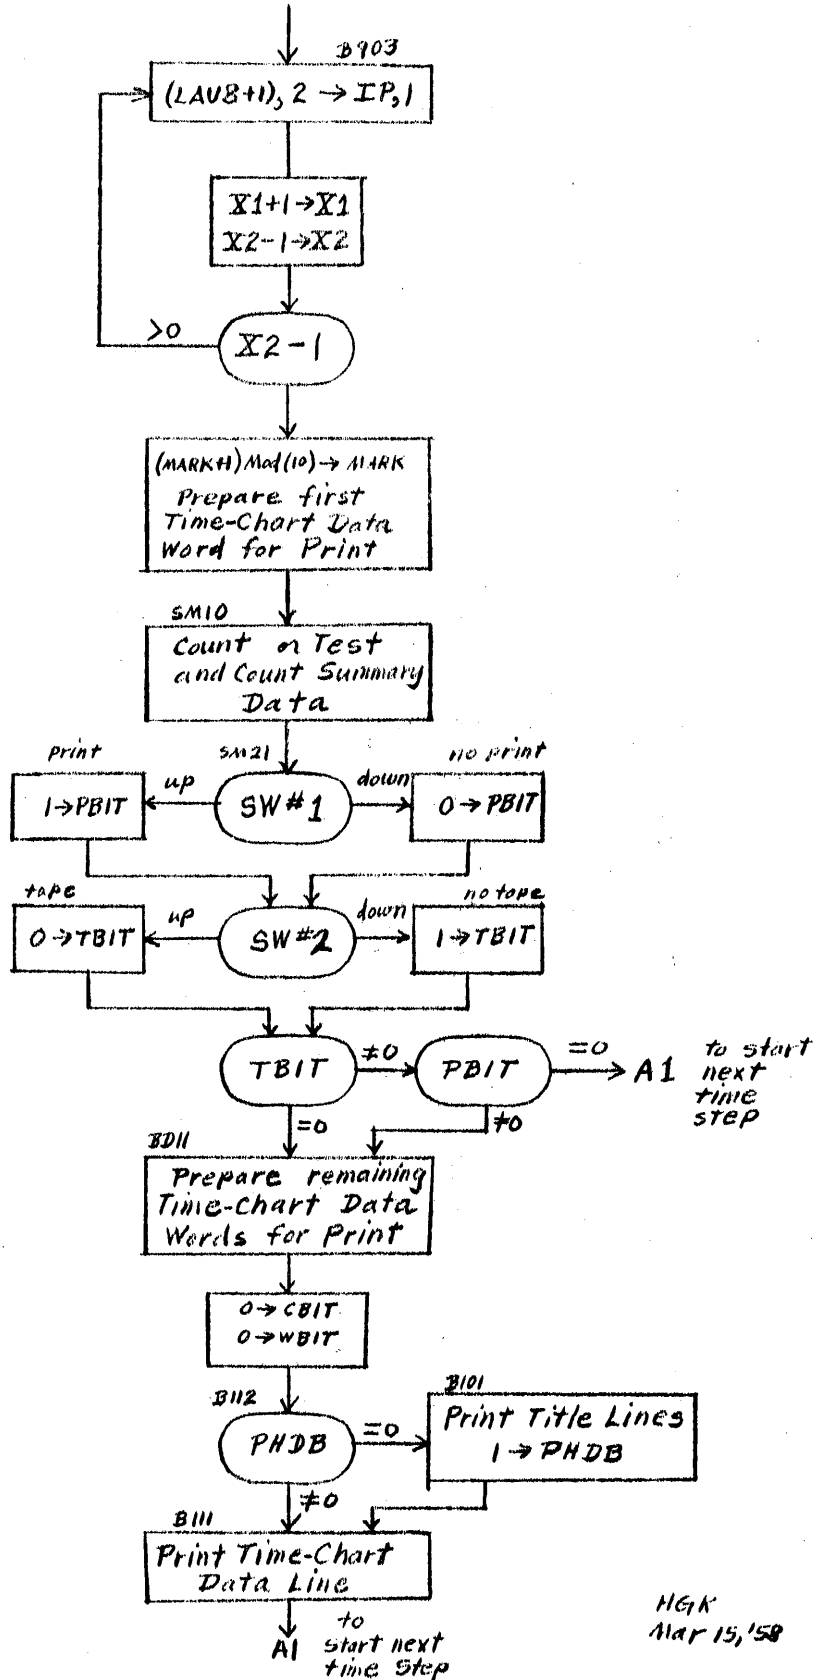 B903
(LAVB+1), 2 → IP, 1
X1+1→X1
X2-1→X2
>0
X2-1
(MARK+1) Mod (10) → MARK
Prepare first
Time-Chart Data
Word for Print
SM10
Count or Test
and Count Summary
Data
print
SM21
no print
1→PBIT
up
SW#1
down
0→PBIT
tape
no tape
0→TBIT
up
SW#2
down
1→TBIT
TBIT
≠0
PBIT
=0
A1
to start
next
time
step
=0
≠0
BD11
Prepare remaining
Time-Chart Data
Words for Print
0→CBIT
0→WBIT
B112
B101
PHDB
=0
Print Title Lines
1→PHDB
≠0
B111
Print Time-Chart
Data Line
A1
to
start next
time step
HGK
Mar 15, '58